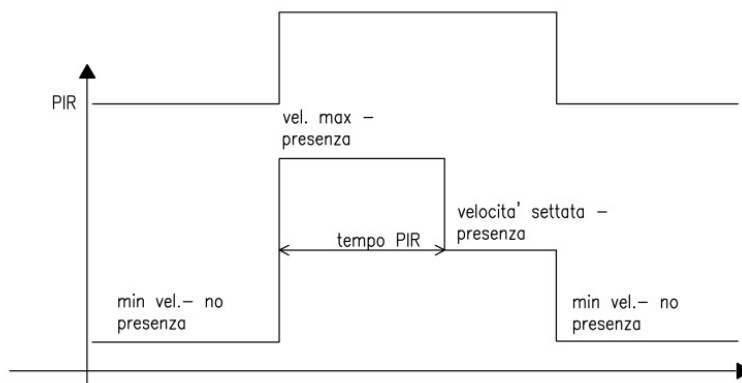 PIR
vel. max –
presenza
velocita' settata –
presenza
tempo PIR
min vel.– no
presenza
min vel.– no
presenza